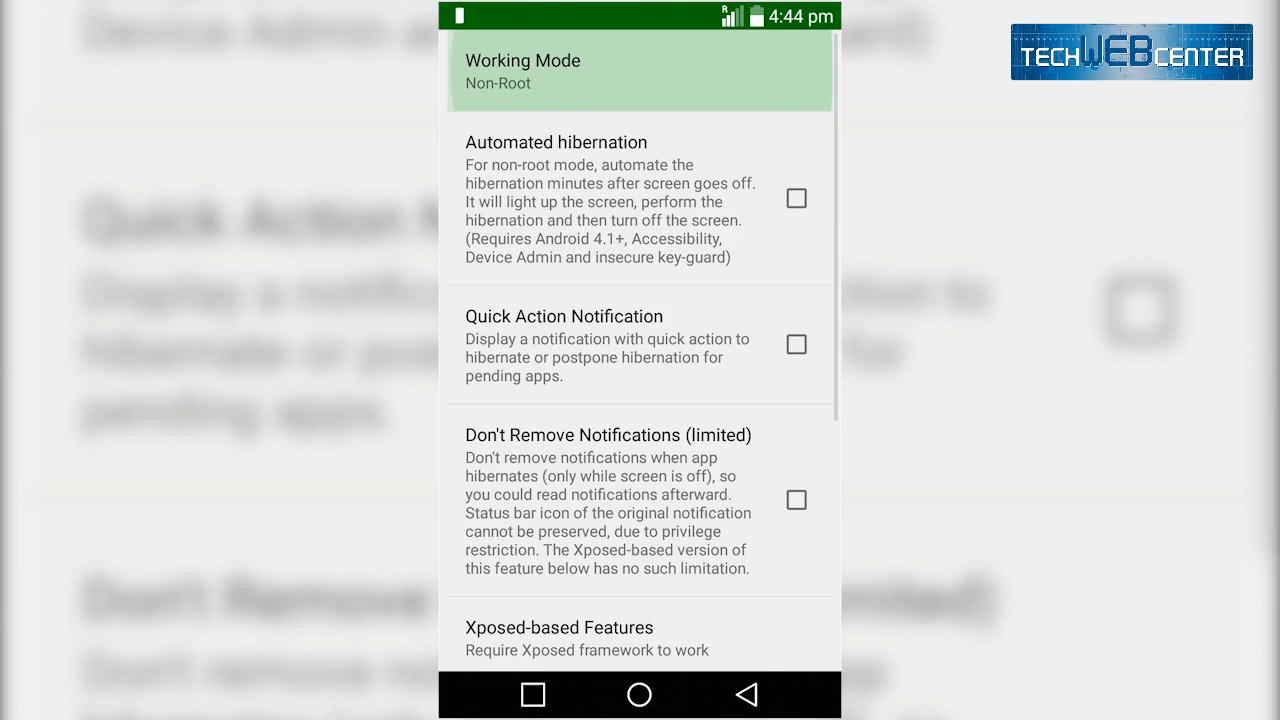 R 4:44 pm
TECHWEBCENTER
Working Mode
Non-Root
Automated hibernation
For non-root mode, automate the
hibernation minutes after screen goes off.
It will light up the screen, perform the
hibernation and then turn off the screen.
(Requires Android 4.1+, Accessibility,
Device Admin and insecure key-guard)
Quick Action Notification
Display a notification with quick action to
hibernate or postpone hibernation for
pending apps.
Don't Remove Notifications (limited)
Don't remove notifications when app
hibernates (only while screen is off), so
you could read notifications afterward.
Status bar icon of the original notification
cannot be preserved, due to privilege
restriction. The Xposed-based version of
this feature below has no such limitation.
Xposed-based Features
Require Xposed framework to work